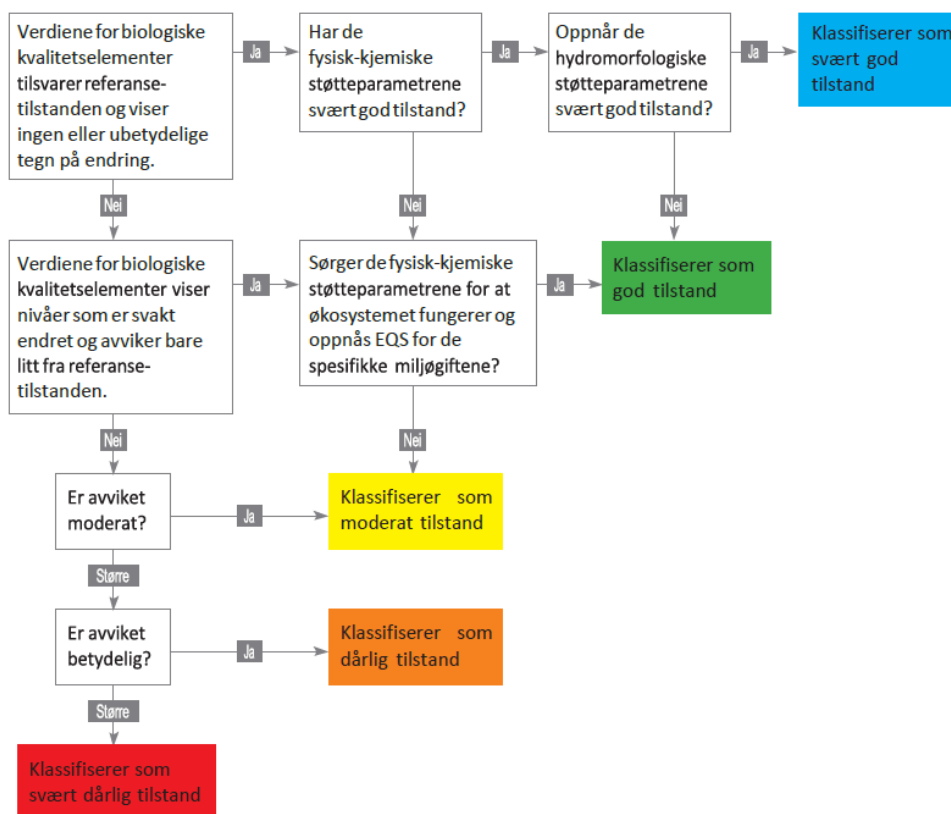 Verdiene for biologiske
kvalitetselementer
tilsvarer referanse-
tilstanden og viser
ingen eller ubetydelige
tegn på endring.
Ja
Har de
fysisk-kjemiske
støtteparametrene
svært god tilstand?
Ja
Oppnår de
hydromorfologiske
støtteparametrene
svært god tilstand?
Ja
Klassifiserer som
svært god
tilstand
Nei
Nei
Nei
Verdiene for biologiske
kvalitetselementer viser
nivåer som er svakt
endret og avviker bare
litt fra referanse-
tilstanden.
Ja
Sørger de fysisk-kjemiske
støtteparametrene for at
økosystemet fungerer og
oppnås EQS for de
spesifikke miljøgiftene?
Ja
Klassifiserer som
god tilstand
Nei
Nei
Er avviket
moderat?
Ja
Klassifiserer som
moderat tilstand
Større
Er avviket
betydelig?
Ja
Klassifiserer som
dårlig tilstand
Større
Klassifiserer som
svært dårlig tilstand